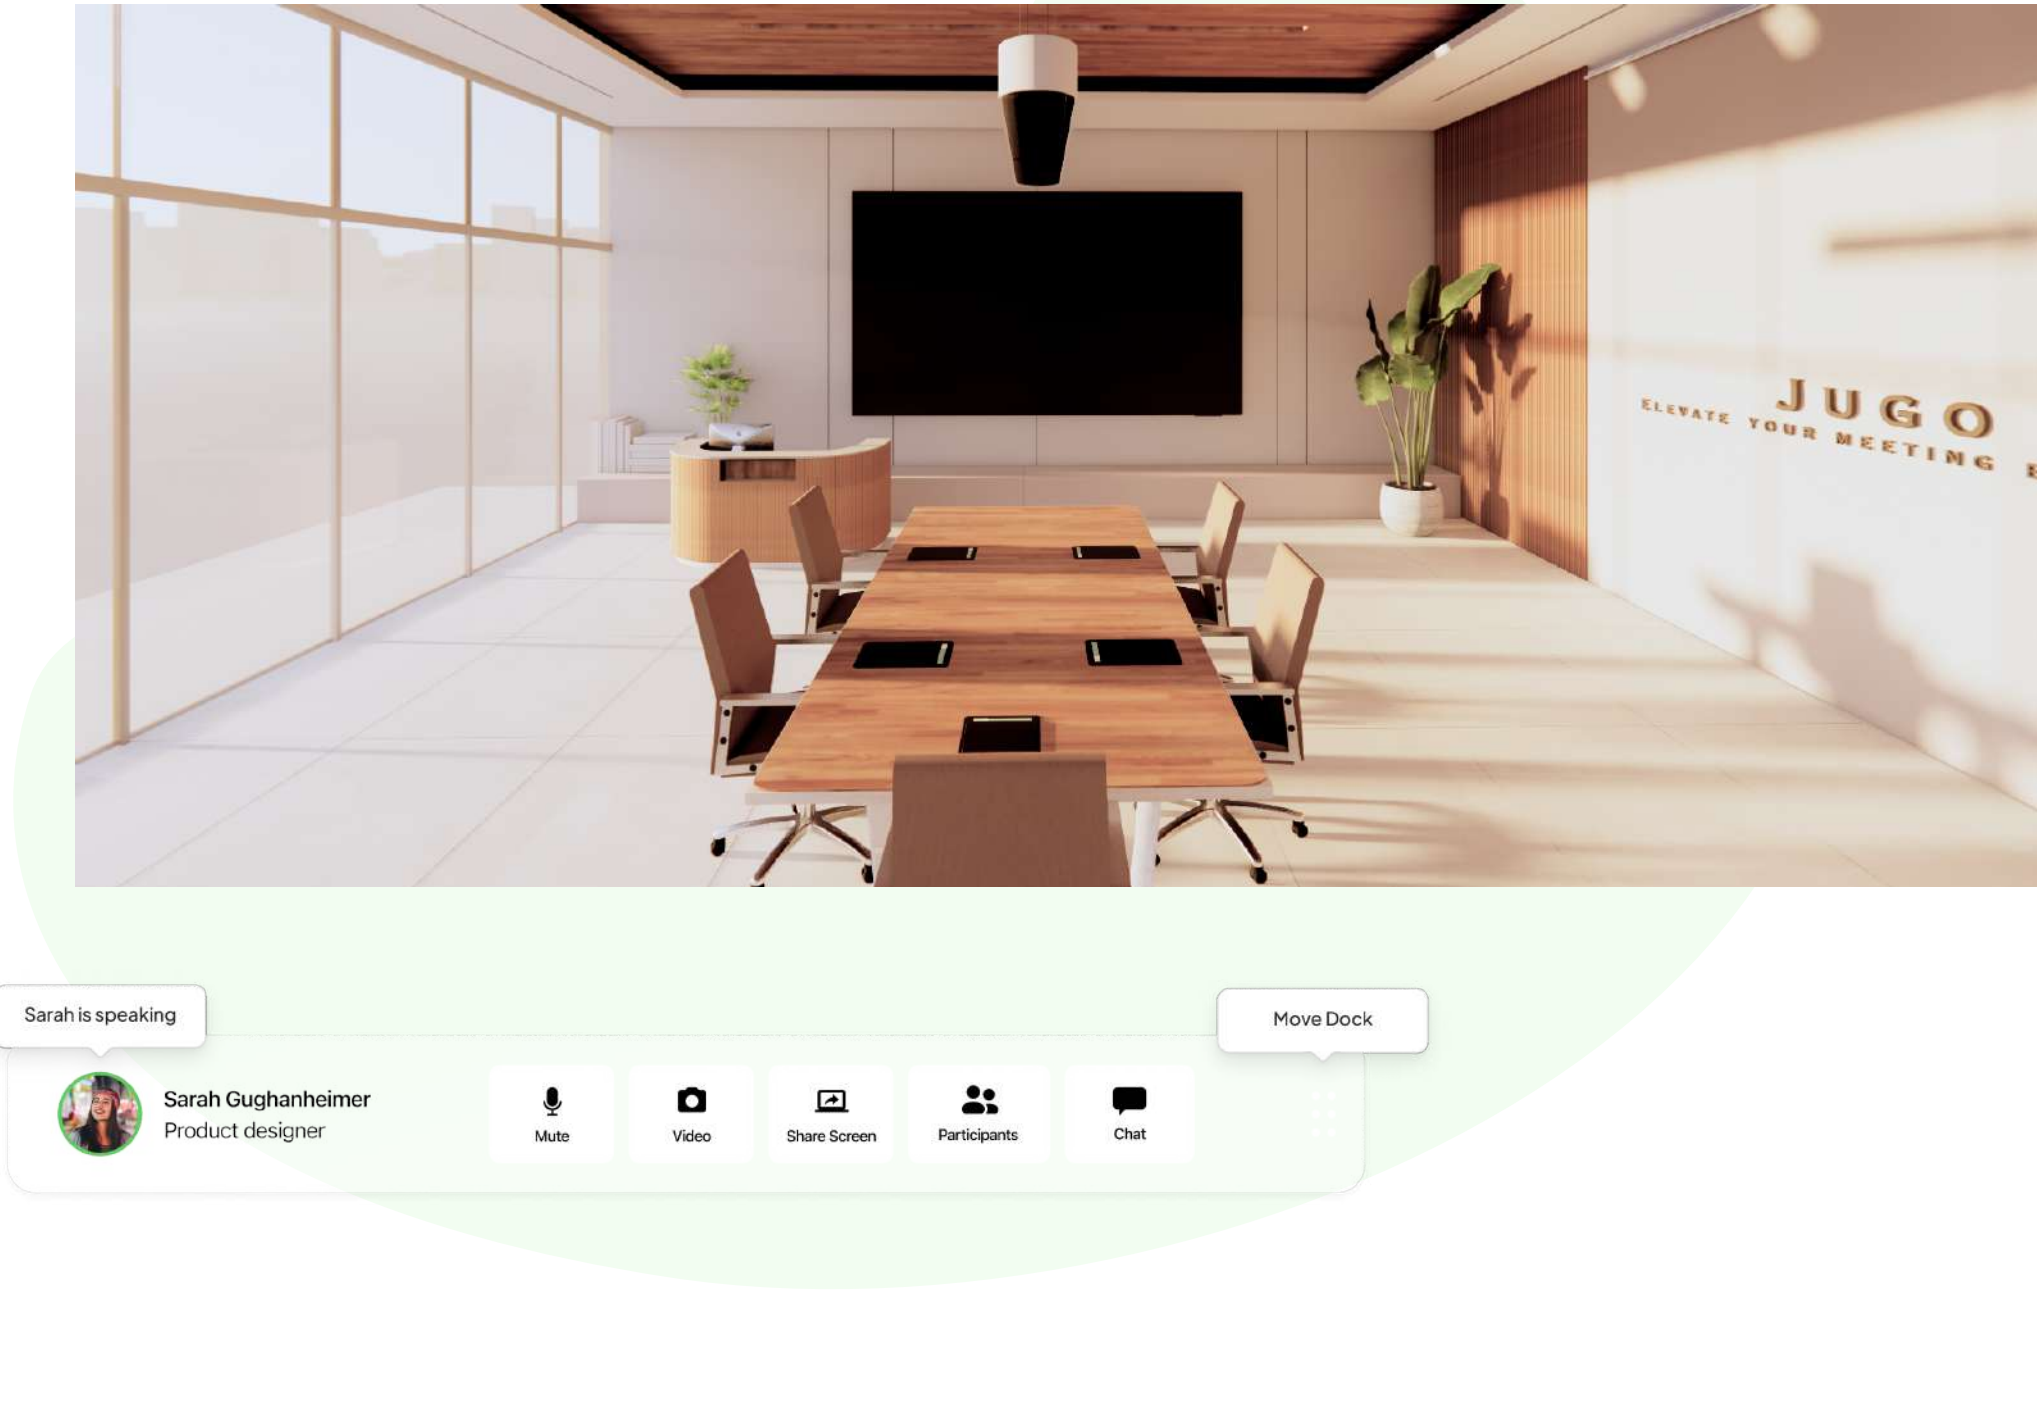 JUGO
ELEVATE YOUR MEETING
Sarah is speaking
Move Dock
Sarah Gughanheimer
Product designer
Mute
Video
Share Screen
Participants
Chat